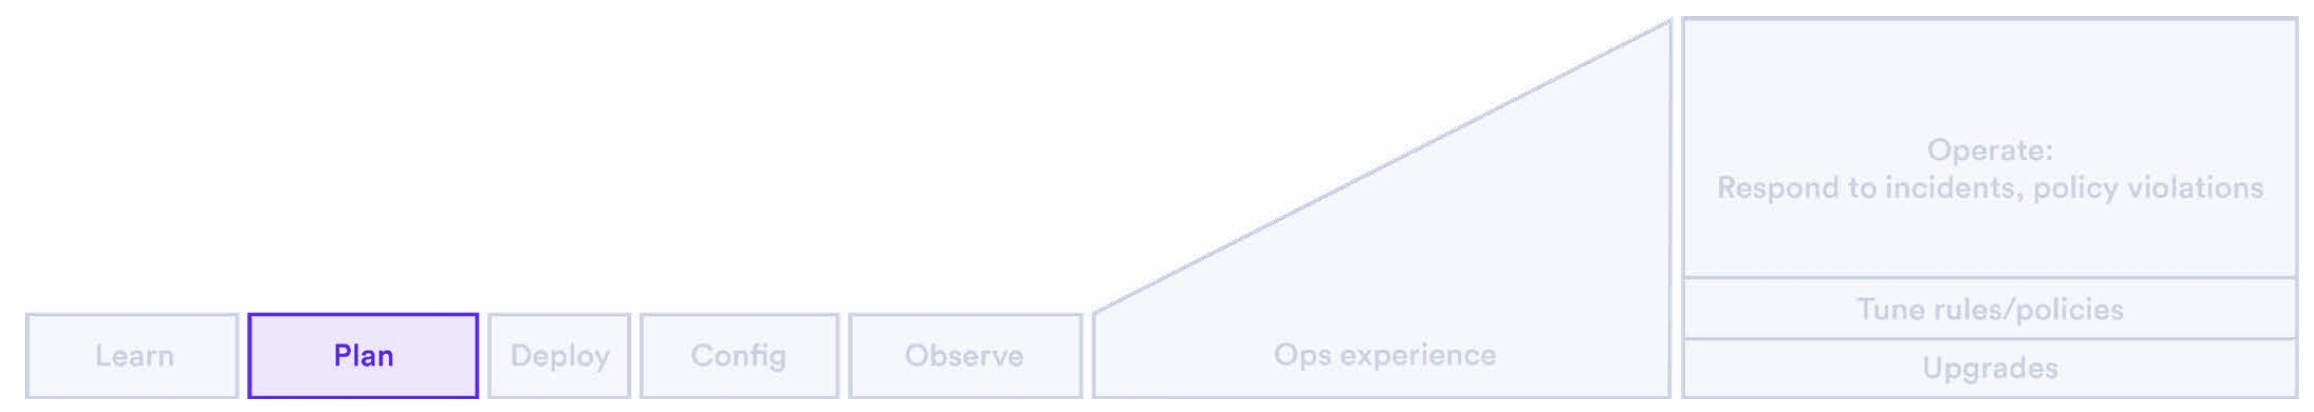 Learn
Plan
Deploy
Config
Observe
Ops experience
Operate:
Respond to incidents, policy violations
Tune rules/policies
Upgrades